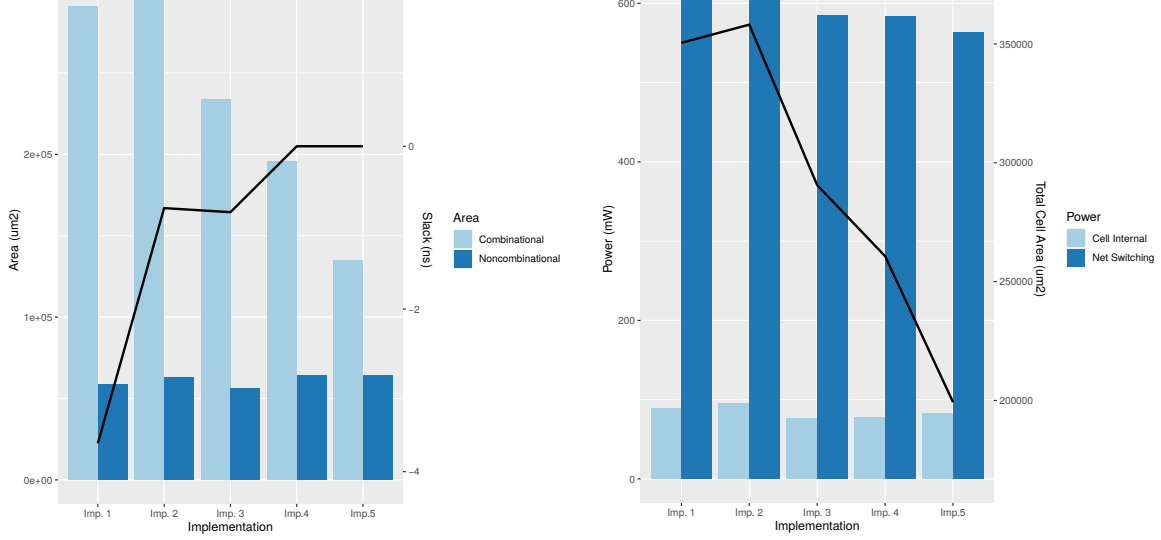 Area (um2)
2e+05
1e+05
0e+00
0
−2
−4
Slack (ns)
Imp. 1
Imp. 2
Imp. 3
Imp.4
Imp.5
Implementation
Area
Combinational
Noncombinational
Power (mW)
600
400
200
0
350000
300000
250000
200000
Total Cell Area (um2)
Imp. 1
Imp. 2
Imp. 3
Imp. 4
Imp.5
Implementation
Power
Cell Internal
Net Switching